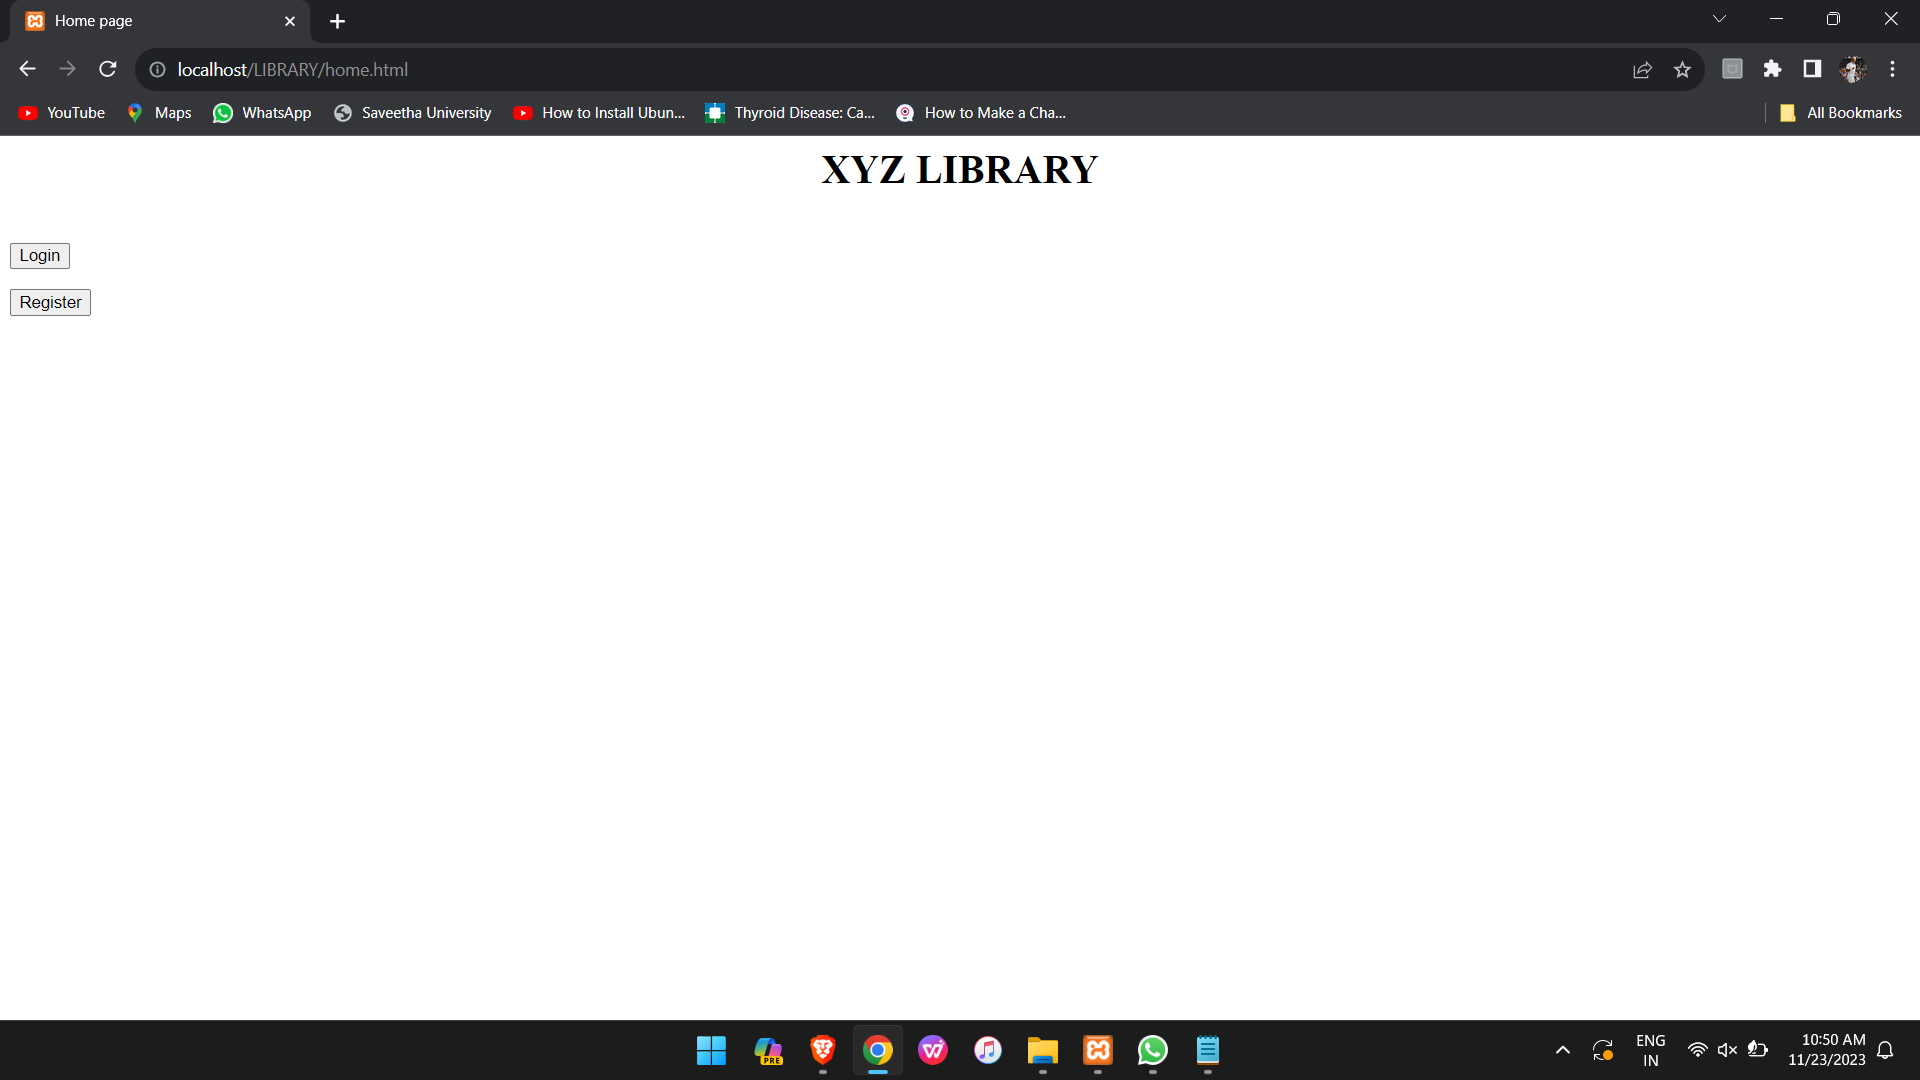 Home page
localhost/LIBRARY/home.html
YouTube Maps WhatsApp Saveetha University How to Install Ubun... Thyroid Disease: Ca... How to Make a Cha... All Bookmarks
XYZ LIBRARY
Login
Register
PRE
ENG
IN
10:50 AM
11/23/2023